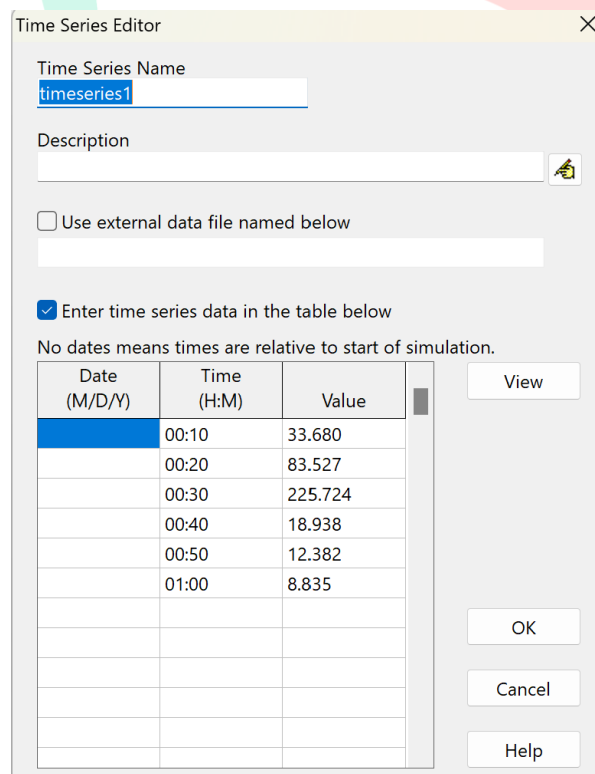 Time Series Editor
Time Series Name
timeseries1
Description
Use external data file named below
Enter time series data in the table below
No dates means times are relative to start of simulation.
Date Time
(M/D/Y) (H:M) Value
View
00:10 33.680
00:20 83.527
00:30 225.724
00:40 18.938
00:50 12.382
01:00 8.835
OK
Cancel
Help